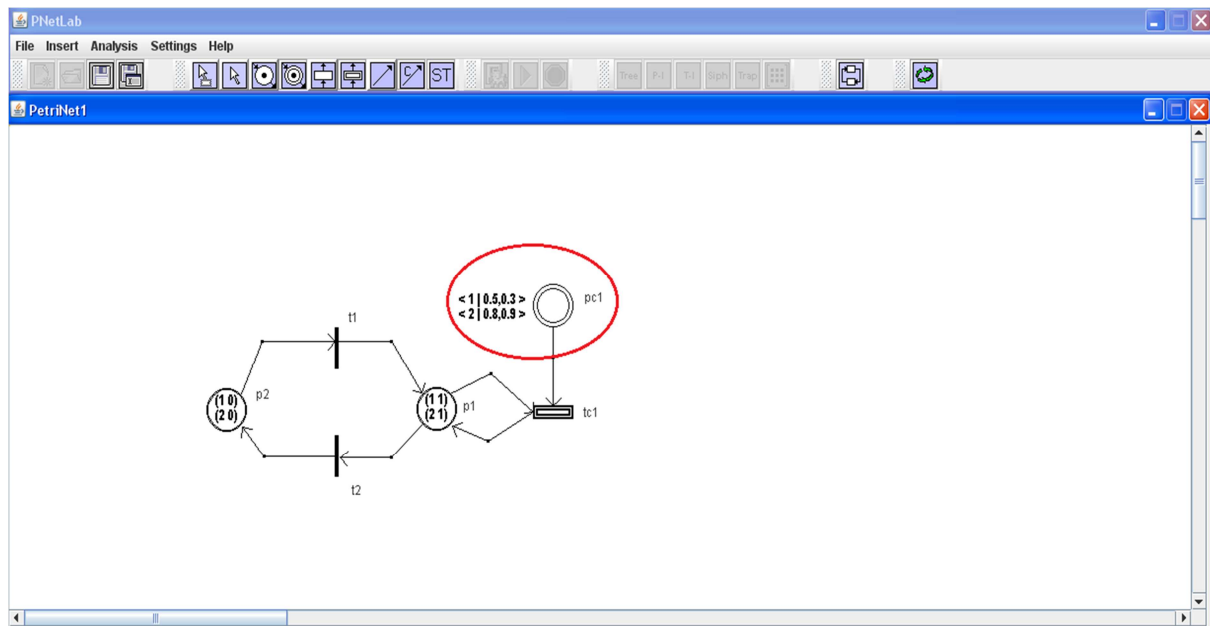 PNetLab
File Insert Analysis Settings Help
C ST Tree P-I T-I Siph Trap
PetriNet1
< 1 | 0.5,0.3 >
< 2 | 0.8,0.9 >
pc1
t1
p2
(1 0)
(2 0)
(1 1)
(2 1)
p1
tc1
t2